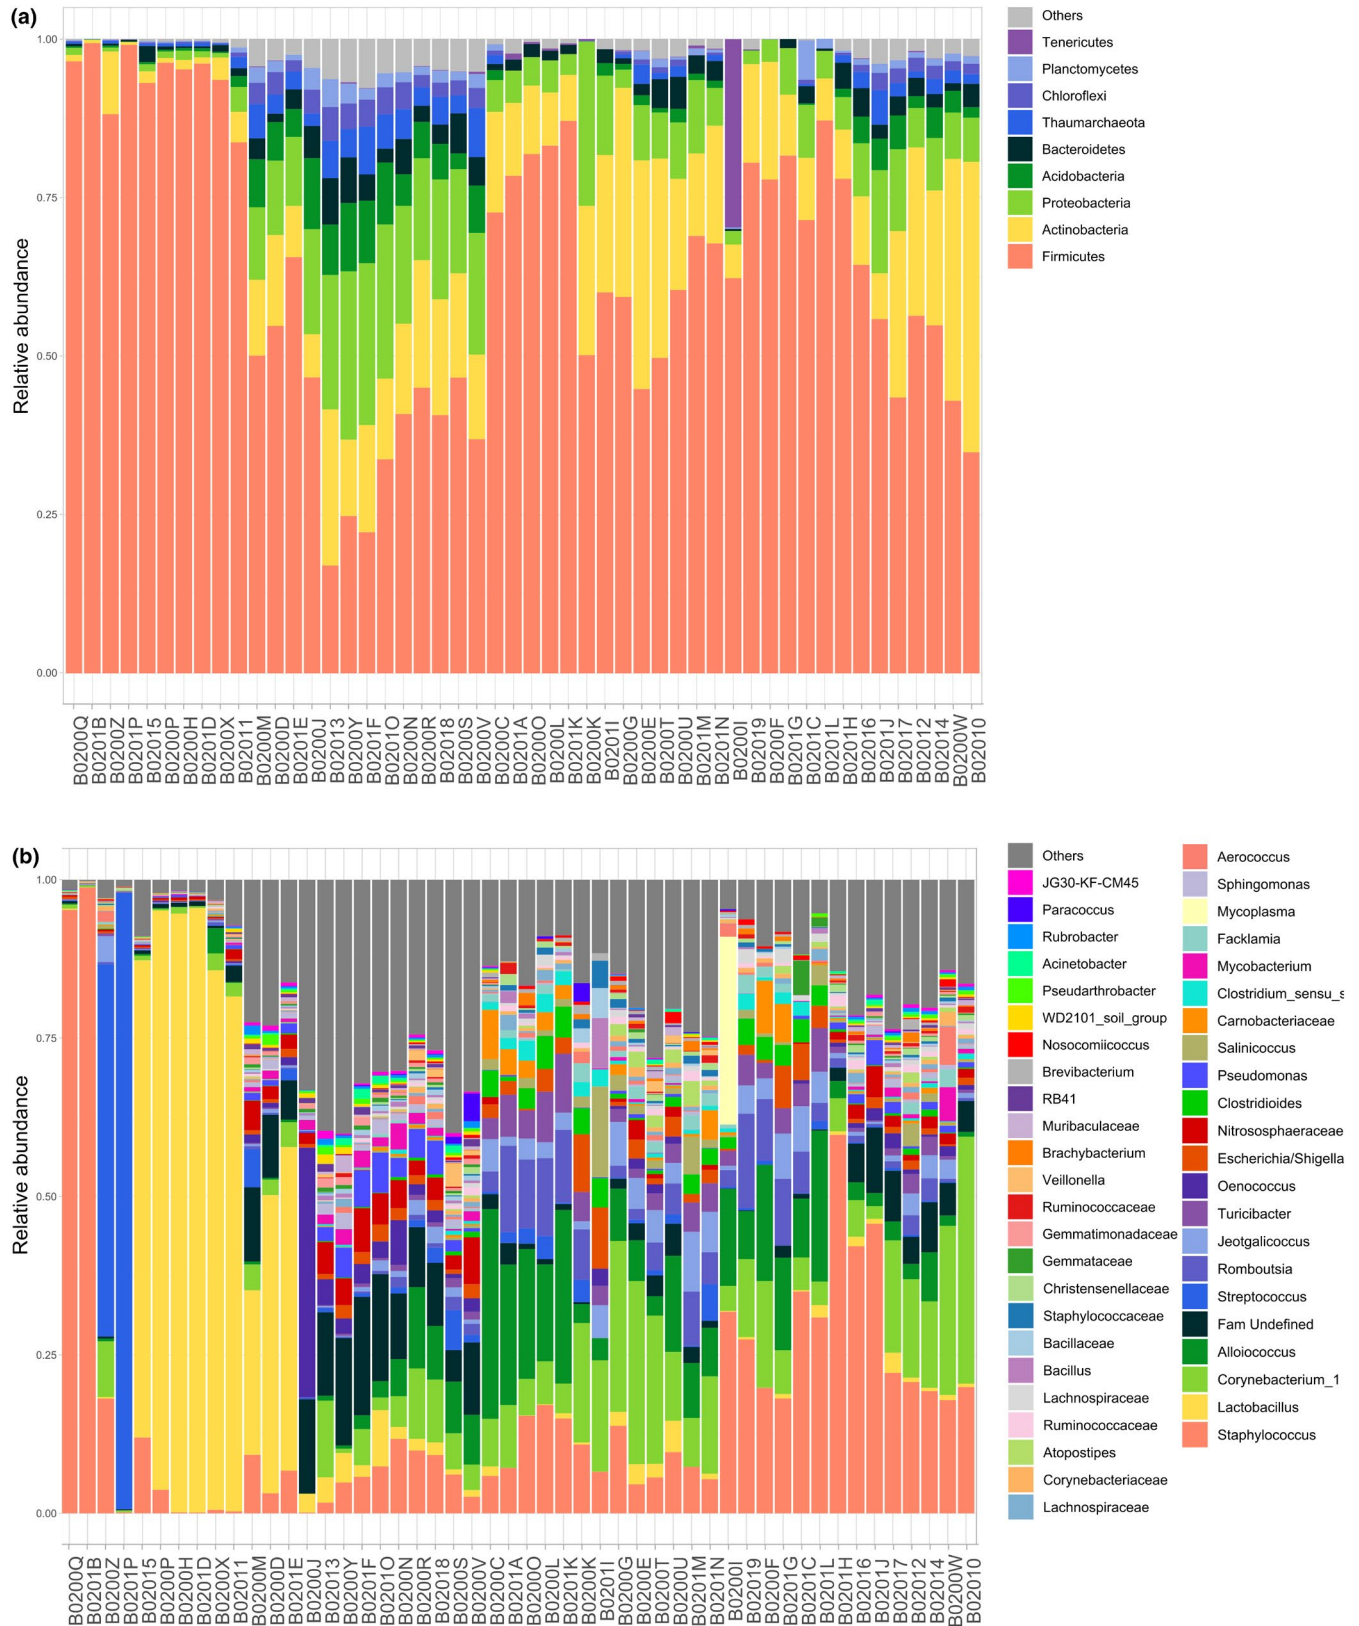 (a)
1.00
0.75
0.50
0.25
0.00
Relative abundance
Others
Tenericutes
Planctomycetes
Chloroflexi
Thaumarchaeota
Bacteroidetes
Acidobacteria
Proteobacteria
Actinobacteria
Firmicutes
B0200Q
B0201B
B0200Z
B0201P
B02015
B0200P
B0200H
B0201D
B0200X
B02011
B0200M
B0200D
B0201E
B0200J
B02013
B0200Y
B0201F
B0201O
B0200N
B0200R
B02018
B0200S
B0200V
B0200C
B0201A
B0200O
B0200L
B0201K
B0200K
B0201I
B0200G
B0200E
B0200T
B0200U
B0201M
B0201N
B0200I
B02019
B0200F
B0201G
B0201C
B0201L
B0201H
B02016
B0201J
B02017
B02012
B02014
B0200W
B02010
(b)
1.00
0.75
0.50
0.25
0.00
Relative abundance
Others
JG30-KF-CM45
Paracoccus
Rubrobacter
Acinetobacter
Pseudarthrobacter
WD2101_soil_group
Nosocomiicoccus
Brevibacterium
RB41
Muribaculaceae
Brachybacterium
Veillonella
Ruminococcaceae
Gemmatimonadaceae
Gemmataceae
Christensenellaceae
Staphylococcaceae
Bacillaceae
Bacillus
Lachnospiraceae
Ruminococcaceae
Atopostipes
Corynebacteriaceae
Lachnospiraceae
Aerococcus
Sphingomonas
Mycoplasma
Facklamia
Mycobacterium
Clostridium_sensu_s
Carnobacteriaceae
Salinicoccus
Pseudomonas
Clostridioides
Nitrososphaeraceae
Escherichia/Shigella
Oenococcus
Turicibacter
Jeotgalicoccus
Romboutsia
Streptococcus
Fam Undefined
Alloiococcus
Corynebacterium_1
Lactobacillus
Staphylococcus
B0200Q
B0201B
B0200Z
B0201P
B02015
B0200P
B0200H
B0201D
B0200X
B02011
B0200M
B0200D
B0201E
B0200J
B02013
B0200Y
B0201F
B0201O
B0200N
B0200R
B02018
B0200S
B0200V
B0200C
B0201A
B0200O
B0200L
B0201K
B0200K
B0201I
B0200G
B0200E
B0200T
B0200U
B0201M
B0201N
B0200I
B02019
B0200F
B0201G
B0201C
B0201L
B0201H
B02016
B0201J
B02017
B02012
B02014
B0200W
B02010